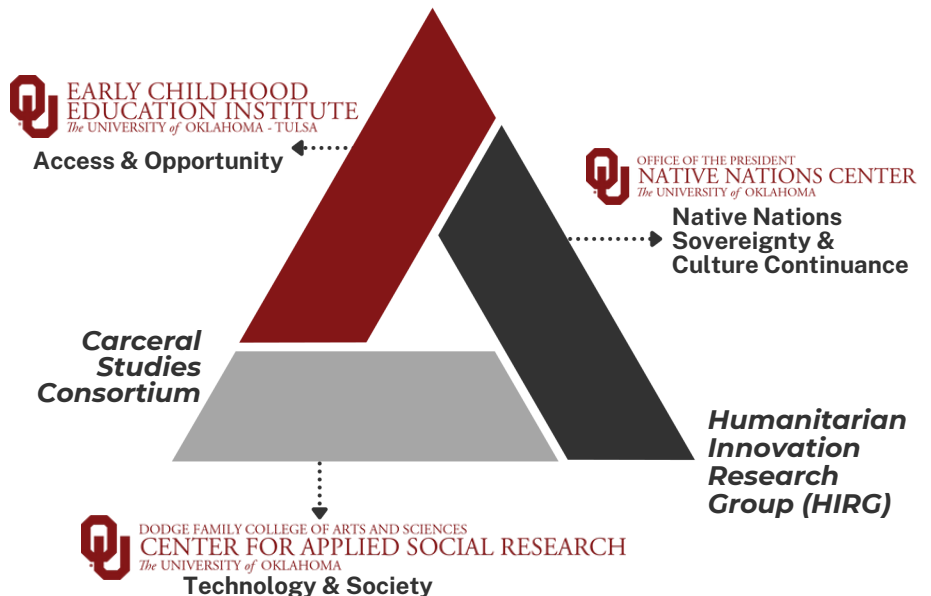 EARLY CHILDHOOD
EDUCATION INSTITUTE
The UNIVERSITY of OKLAHOMA - TULSA
Access & Opportunity
OFFICE OF THE PRESIDENT
NATIVE NATIONS CENTER
The UNIVERSITY of OKLAHOMA
Native Nations
Sovereignty &
Culture Continuance
Carceral
Studies
Consortium
Humanitarian
Innovation
Research
Group (HIRG)
DODGE FAMILY COLLEGE OF ARTS AND SCIENCES
CENTER FOR APPLIED SOCIAL RESEARCH
The UNIVERSITY of OKLAHOMA
Technology & Society